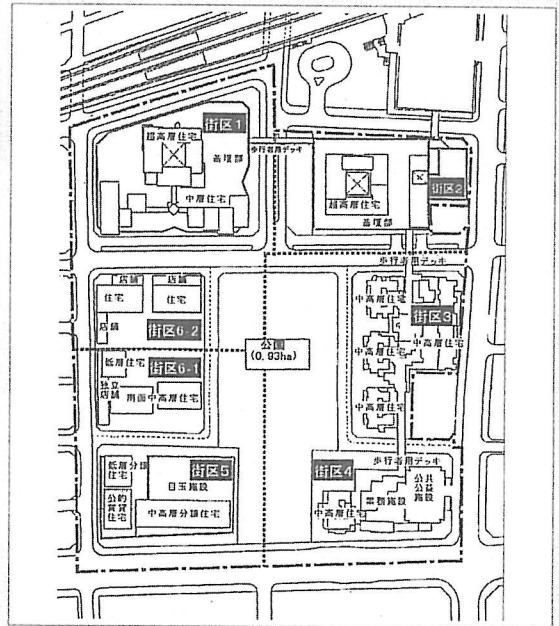 街区1
超高層住宅
基壇部
中層住宅
歩行者用デッキ
街区2
超高層住宅
基壇部
歩行者用デッキ
店舗
店舗
住宅
住宅
店舗
街区6-2
中高層住宅
街区3
中高層住宅
中高層住宅
中高層住宅
公園
(0.93ha)
低層住宅
街区6-1
独立
店舗
中高層住宅
歩行者用デッキ
低層分譲
住宅
街区5
目玉施設
公的
賃貸
住宅
中高層分譲住宅
街区4
中高層住宅
業務施設
公共
公益
施設